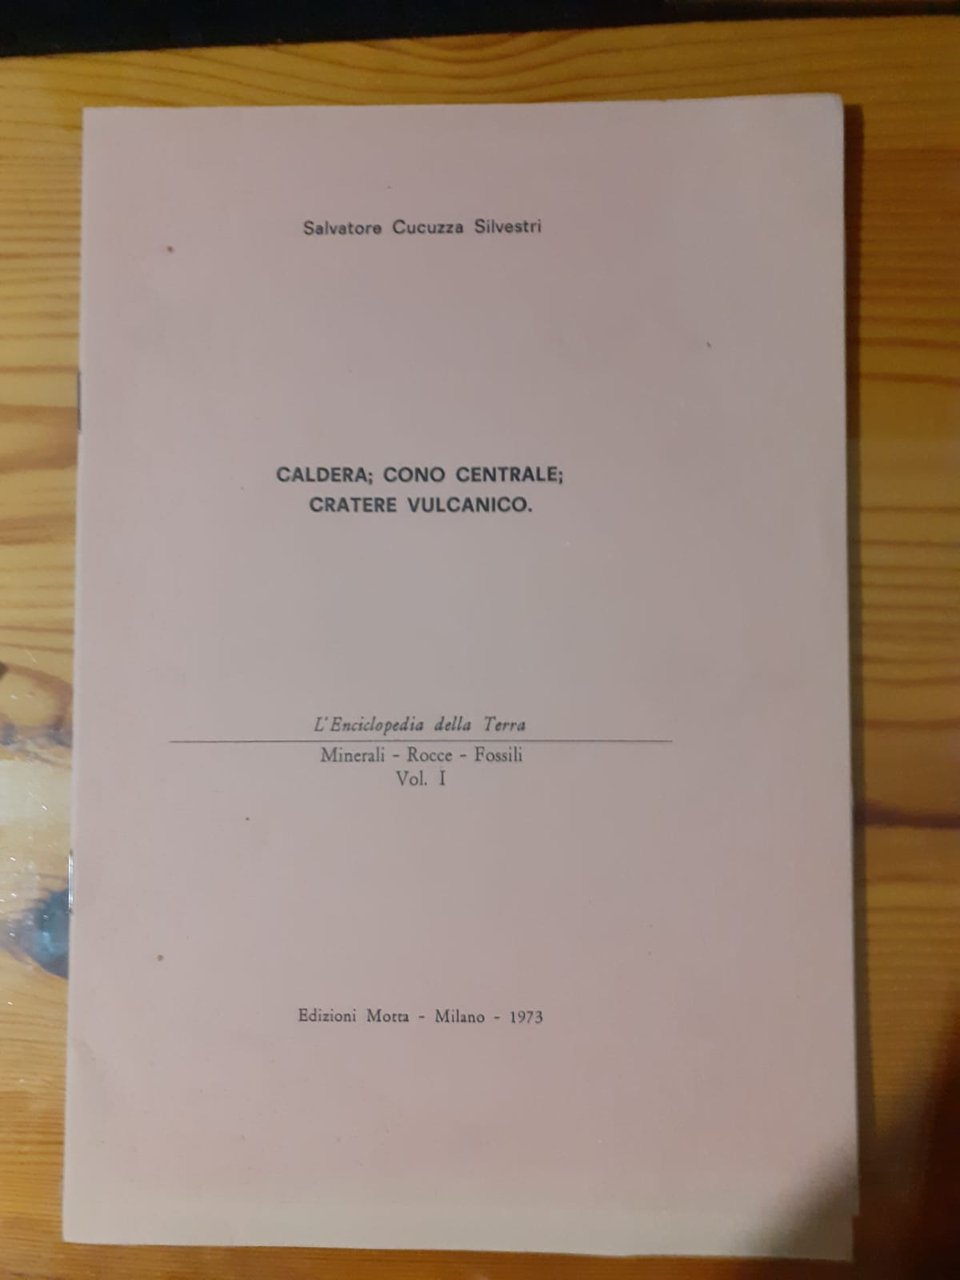 Salvatore Cucuzza Silvestri
CALDERA; CONO CENTRALE;
CRATERE VULCANICO.
L'Enciclopedia della Terra
Minerali - Rocce - Fossili
Vol. I
Edizioni Motta - Milano - 1973